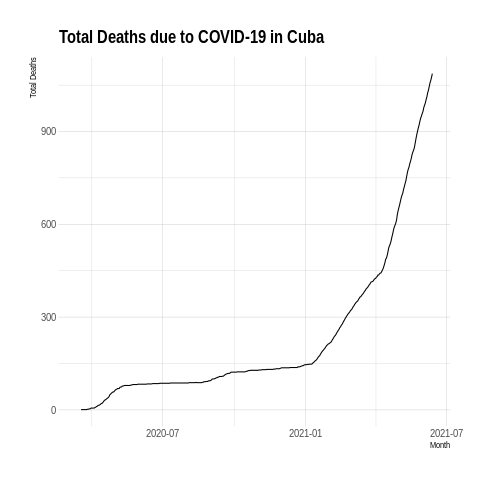 Total Deaths due to COVID-19 in Cuba
Total Deaths
900
600
300
0
2020-07
2021-01
2021-07
Month